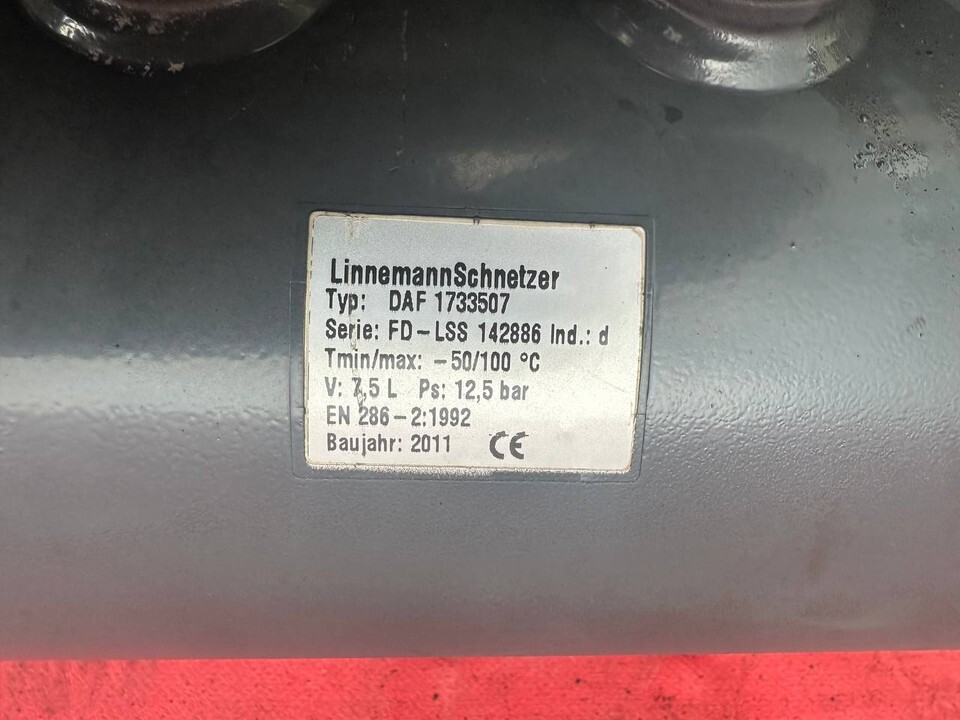 LinnemannSchnetzer
Typ: DAF 1733507
Serie: FD-LSS 142886 Ind.: d
Tmin/max: -50/100 °C
V: 7,5 L Ps: 12,5 bar
EN 286-2:1992
Baujahr: 2011 CE